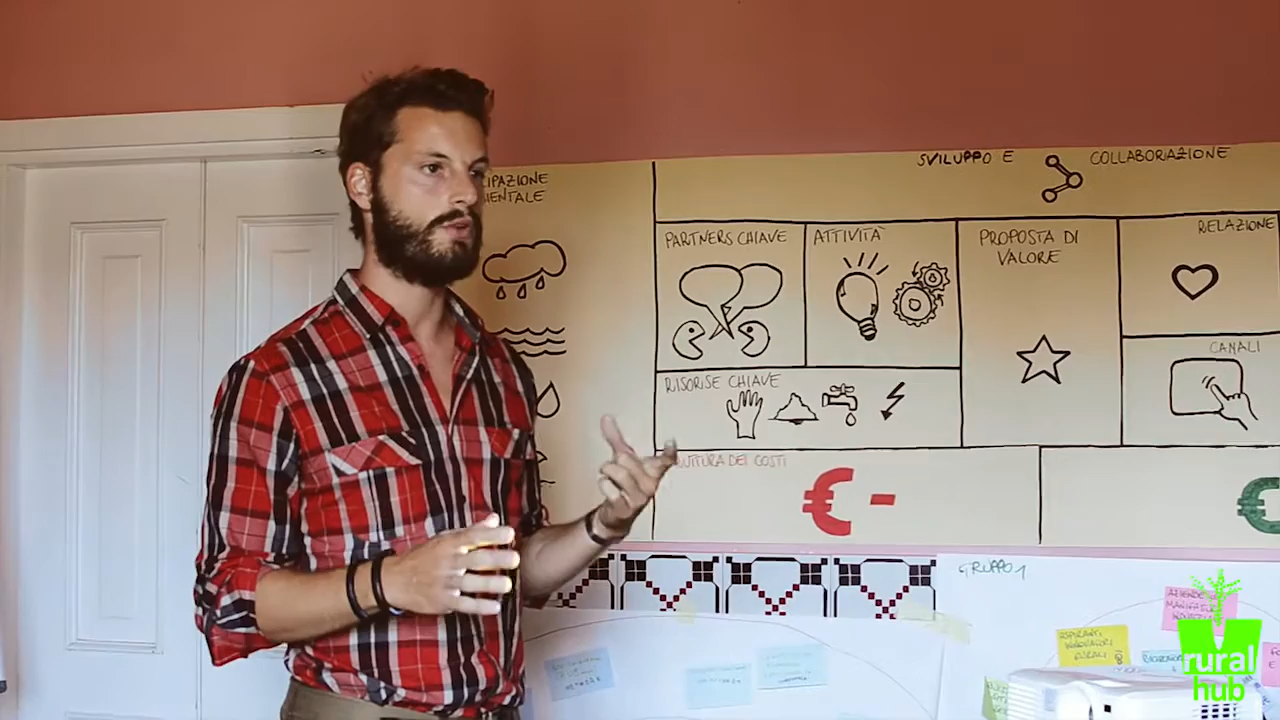 SVILUPPO E
COLLABORAZIONE
IPAZIONE
IENTALE
PARTNERS CHIAVE
ATTIVITÀ
PROPOSTA DI
VALORE
RELAZIONE
CANALI
RISORSE CHIAVE
UTTURA DEI COSTI
€ -
€
GRUPPO 1
ASPIRANTI
rural
hub